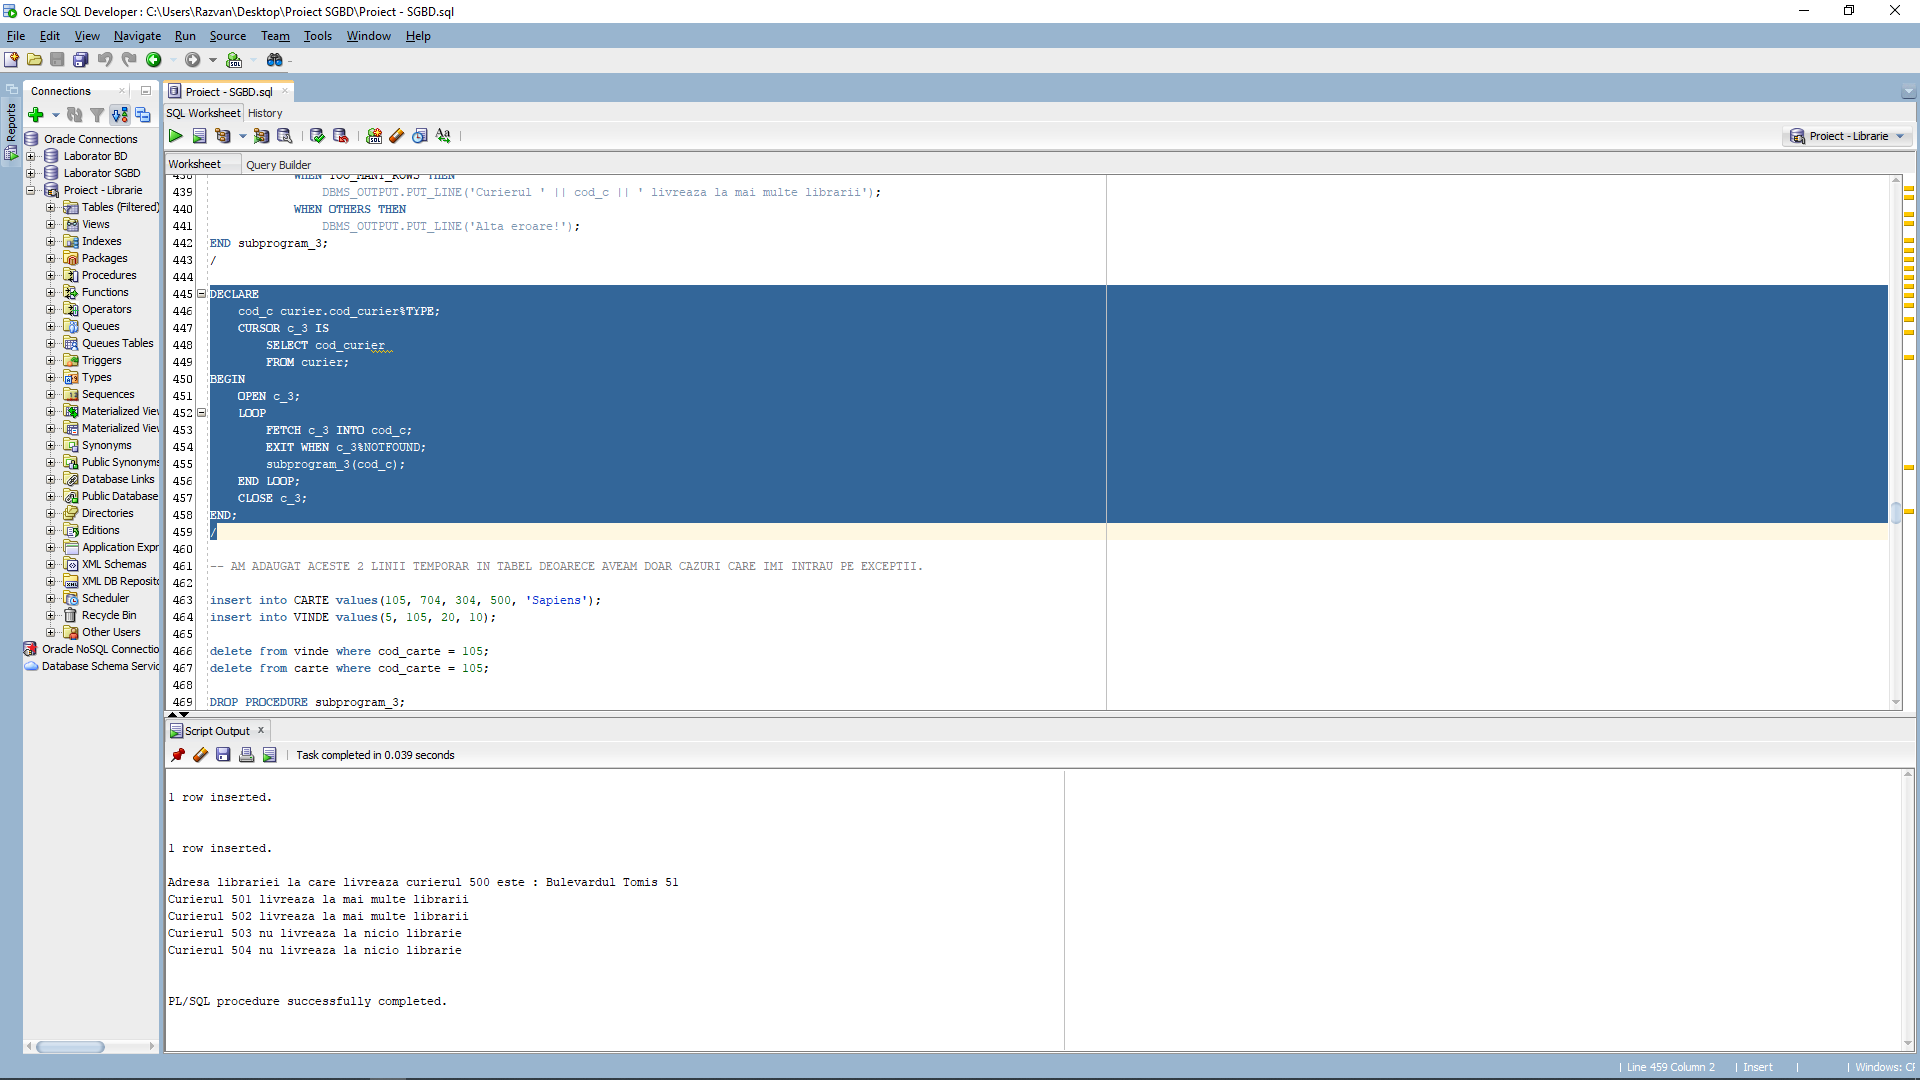 Oracle SQL Developer : C:\Users\Razvan\Desktop\Proiect SGBD\Proiect - SGBD.sql
File Edit View Navigate Run Source Team Tools Window Help
Reports
Connections
Oracle Connections
Laborator BD
Laborator SGBD
Proiect - Librarie
Tables (Filtered)
Views
Indexes
Packages
Procedures
Functions
Operators
Queues
Queues Tables
Triggers
Types
Sequences
Materialized Vie
Materialized Vie
Synonyms
Public Synonyms
Database Links
Public Database
Directories
Editions
Application Expr
XML Schemas
XML DB Reposito
Scheduler
Recycle Bin
Other Users
Oracle NoSQL Connectio
Database Schema Servic
Proiect - SGBD.sql
SQL Worksheet History
Proiect - Librarie
Worksheet Query Builder
438 WHEN TOO_MANY_ROWS THEN
439 DBMS_OUTPUT.PUT_LINE('Curierul ' || cod_c || ' livreaza la mai multe librarii');
440 WHEN OTHERS THEN
441 DBMS_OUTPUT.PUT_LINE('Alta eroare!');
442 END subprogram_3;
443 /
444
445 DECLARE
446 cod_c curier.cod_curier%TYPE;
447 CURSOR c_3 IS
448 SELECT cod_curier
449 FROM curier;
450 BEGIN
451 OPEN c_3;
452 LOOP
453 FETCH c_3 INTO cod_c;
454 EXIT WHEN c_3%NOTFOUND;
455 subprogram_3(cod_c);
456 END LOOP;
457 CLOSE c_3;
458 END;
459 /
460
461 -- AM ADAUGAT ACESTE 2 LINII TEMPORAR IN TABEL DEOARECE AVEAM DOAR CAZURI CARE IMI INTRAU PE EXCEPTII.
462
463 insert into CARTE values(105, 704, 304, 500, 'Sapiens');
464 insert into VINDE values(5, 105, 20, 10);
465
466 delete from vinde where cod_carte = 105;
467 delete from carte where cod_carte = 105;
468
469 DROP PROCEDURE subprogram_3;
Script Output
Task completed in 0.039 seconds
1 row inserted.
1 row inserted.
Adresa librariei la care livreaza curierul 500 este : Bulevardul Tomis 51
Curierul 501 livreaza la mai multe librarii
Curierul 502 livreaza la mai multe librarii
Curierul 503 nu livreaza la nicio librarie
Curierul 504 nu livreaza la nicio librarie
PL/SQL procedure successfully completed.
Line 459 Column 2 Insert Windows: CF